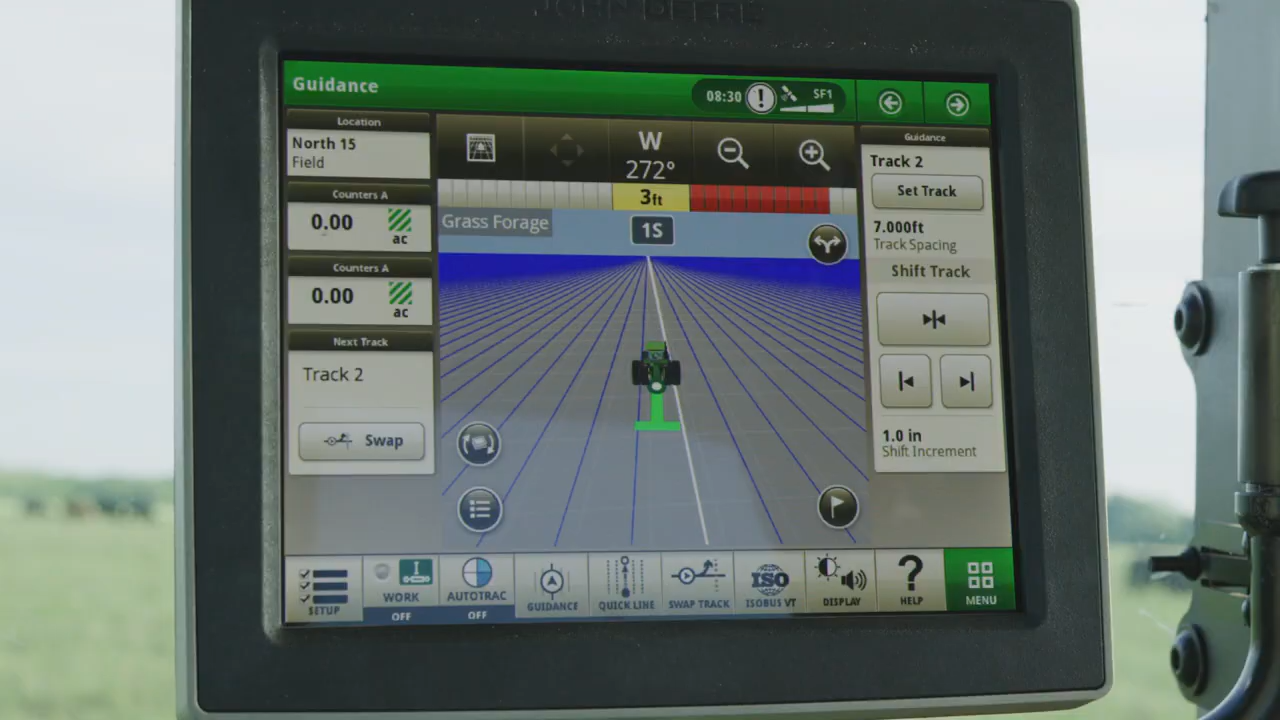 JOHN DEERE
Guidance
08:30
SF1
Location
North 15
Field
Counters A
0.00
ac
Counters A
0.00
ac
Next Track
Track 2
Swap
W
272°
3ft
Grass Forage
1S
Guidance
Track 2
Set Track
7.000ft
Track Spacing
Shift Track
1.0 in
Shift Increment
SETUP
WORK
OFF
AUTOTRAC
OFF
GUIDANCE
QUICK LINE
SWAP TRACK
ISO
ISOBUS VT
DISPLAY
?
HELP
MENU